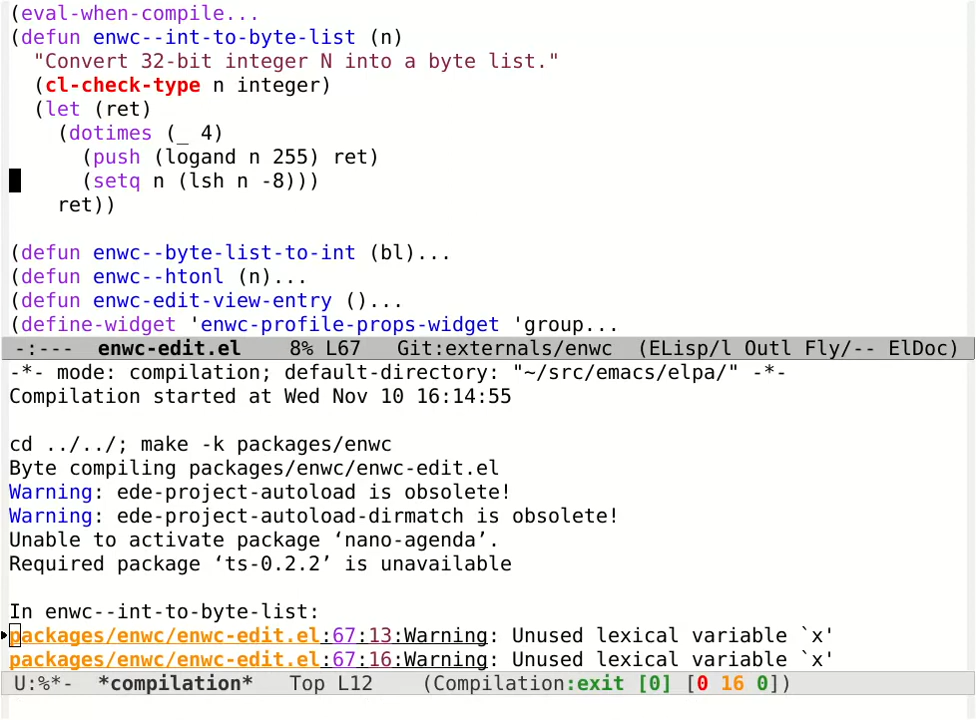 (eval-when-compile...
(defun enwc--int-to-byte-list (n)
  "Convert 32-bit integer N into a byte list."
  (cl-check-type n integer)
  (let (ret)
    (dotimes (_ 4)
      (push (logand n 255) ret)
      (setq n (lsh n -8)))
    ret))

(defun enwc--byte-list-to-int (bl)...
(defun enwc--htonl (n)...
(defun enwc-edit-view-entry ()...
(define-widget 'enwc-profile-props-widget 'group...
-:---  enwc-edit.el    8% L67   Git:externals/enwc  (ELisp/l Outl Fly/-- ElDoc)
-*- mode: compilation; default-directory: "~/src/emacs/elpa/" -*-
Compilation started at Wed Nov 10 16:14:55

cd ../../; make -k packages/enwc
Byte compiling packages/enwc/enwc-edit.el
Warning: ede-project-autoload is obsolete!
Warning: ede-project-autoload-dirmatch is obsolete!
Unable to activate package ‘nano-agenda’.
Required package ‘ts-0.2.2’ is unavailable

In enwc--int-to-byte-list:
packages/enwc/enwc-edit.el:67:13:Warning: Unused lexical variable `x'
packages/enwc/enwc-edit.el:67:16:Warning: Unused lexical variable `x'
U:%*-  *compilation*   Top L12    (Compilation:exit [0] [0 16 0])